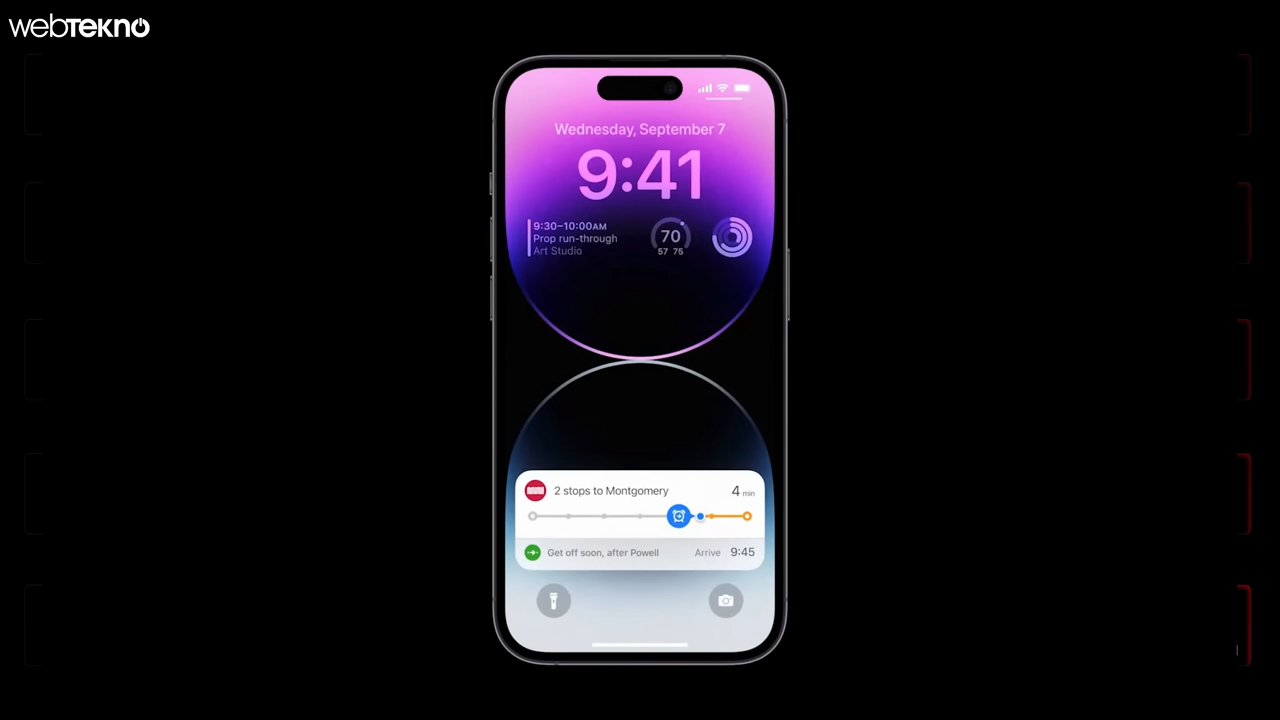 webtekno
Wednesday, September 7
9:41
9:30–10:00AM
Prop run-through
Art Studio
70
57 75
2 stops to Montgomery
4 min
Get off soon, after Powell
Arrive 9:45